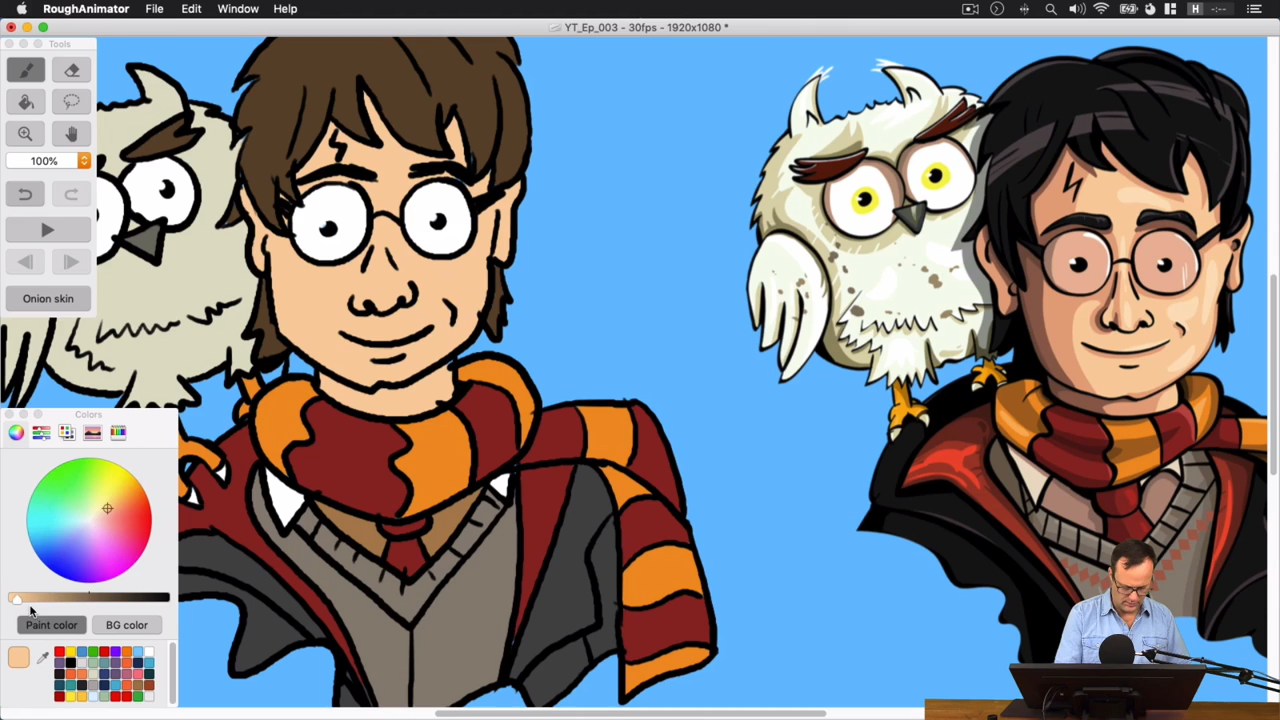 RoughAnimator File Edit Window Help
YT_Ep_003 - 30fps - 1920x1080 *
Tools
100%
Onion skin
Colors
Paint color BG color